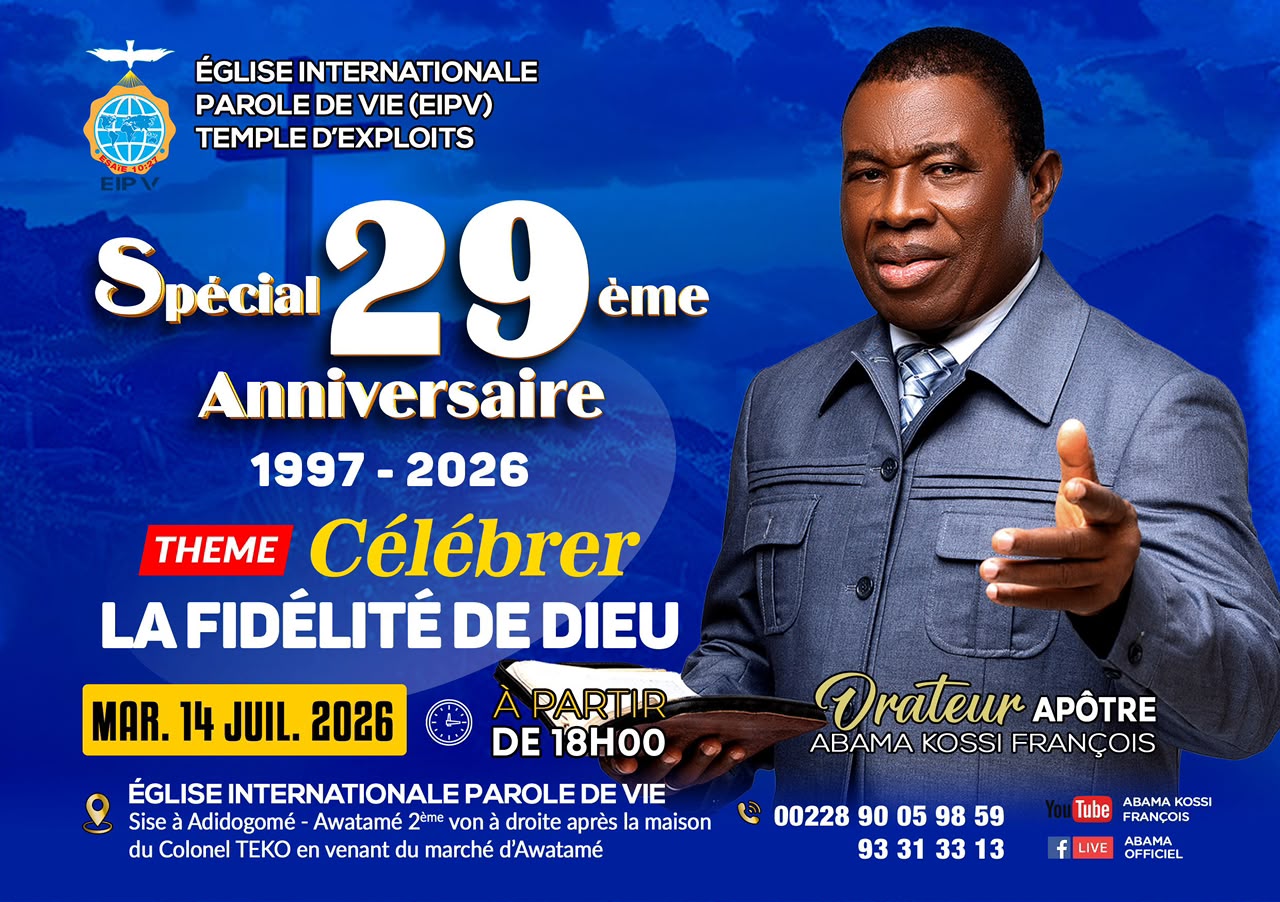 ÉGLISE INTERNATIONALE
PAROLE DE VIE (EIPV)
TEMPLE D'EXPLOITS
ESAÏE 10:27
EIPV
Spécial 29ème
Anniversaire
1997 - 2026
THEME Célébrer
LA FIDÉLITÉ DE DIEU
MAR. 14 JUIL. 2026
À PARTIR
DE 18H00
Orateur APÔTRE
ABAMA KOSSI FRANÇOIS
ÉGLISE INTERNATIONALE PAROLE DE VIE
Sise à Adidogomé - Awatamé 2ème von à droite après la maison
du Colonel TEKO en venant du marché d'Awatamé
00228 90 05 98 59
93 31 33 13
YouTube ABAMA KOSSI
FRANÇOIS
f LIVE ABAMA
OFFICIEL